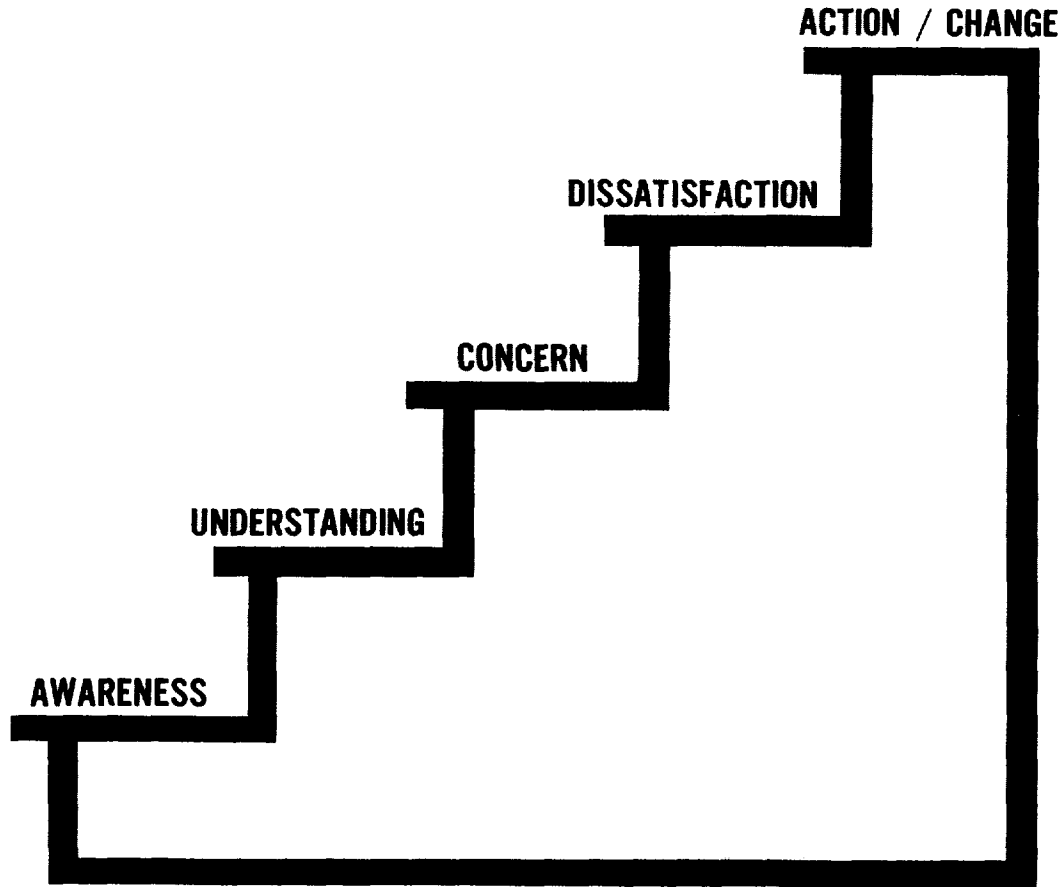 ACTION / CHANGE
DISSATISFACTION
CONCERN
UNDERSTANDING
AWARENESS